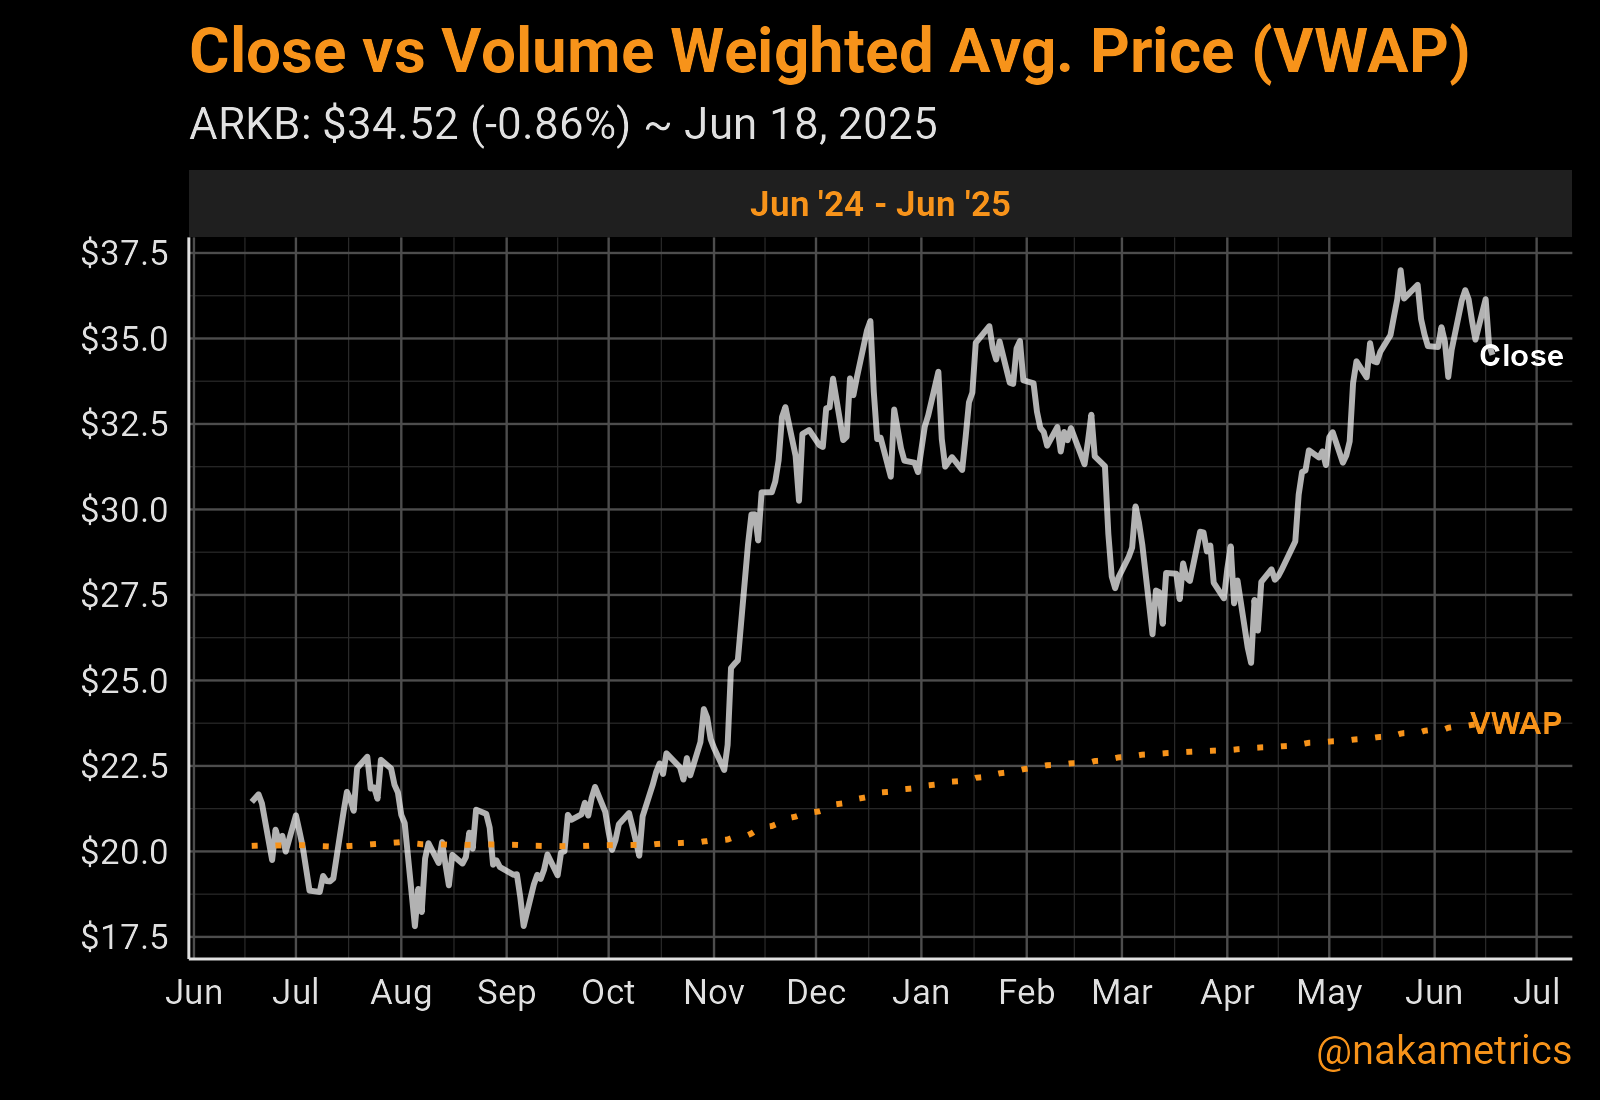 Close vs Volume Weighted Avg. Price (VWAP)
ARKB: $34.52 (-0.86%) ~ Jun 18, 2025
Jun '24 - Jun '25
$37.5
$35.0
$32.5
$30.0
$27.5
$25.0
$22.5
$20.0
$17.5
Close
VWAP
Jun Jul Aug Sep Oct Nov Dec Jan Feb Mar Apr May Jun Jul
@nakametrics